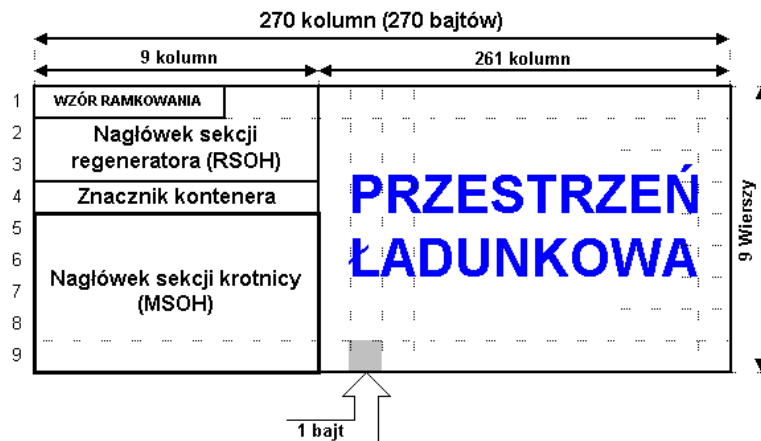 270 kolumn (270 bajtów)
9 kolumn
261 kolumn
1
WZÓR RAMKOWANIA
2
Nagłówek sekcji
regeneratora (RSOH)
3
4
Znacznik kontenera
5
Nagłówek sekcji krotnicy
(MSOH)
6
7
8
9
PRZESTRZEŃ
ŁADUNKOWA
9 Wierszy
1 bajt